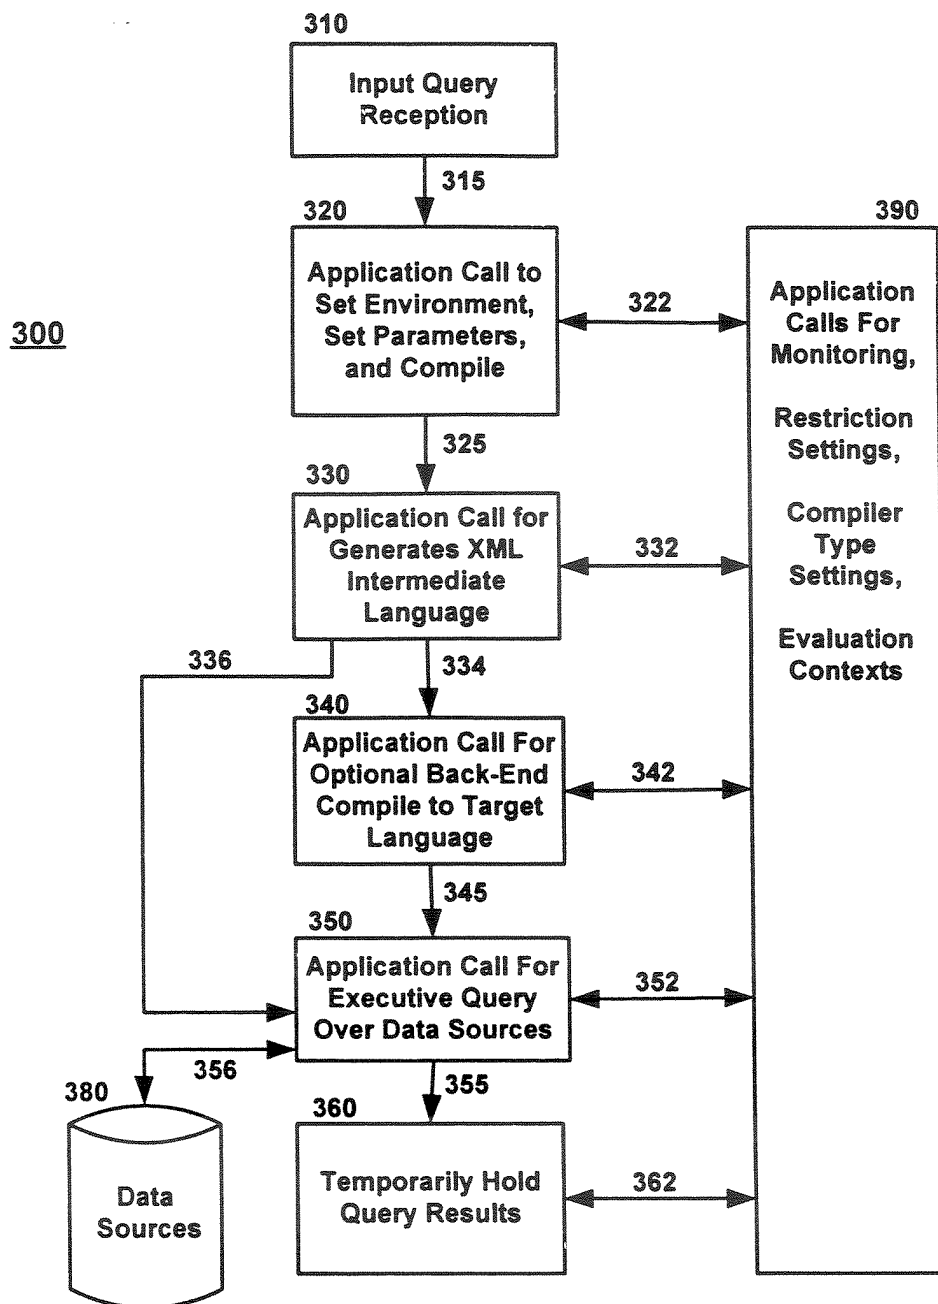 310
Input Query
Reception
315
320
390
Application Call to
Set Environment,
Set Parameters,
and Compile
322
Application
Calls For
Monitoring,
Restriction
Settings,
Compiler
Type
Settings,
Evaluation
Contexts
300
325
330
Application Call for
Generates XML
Intermediate
Language
332
336
334
340
Application Call For
Optional Back-End
Compile to Target
Language
342
345
350
Application Call For
Executive Query
Over Data Sources
352
356
355
380
360
Data
Sources
Temporarily Hold
Query Results
362